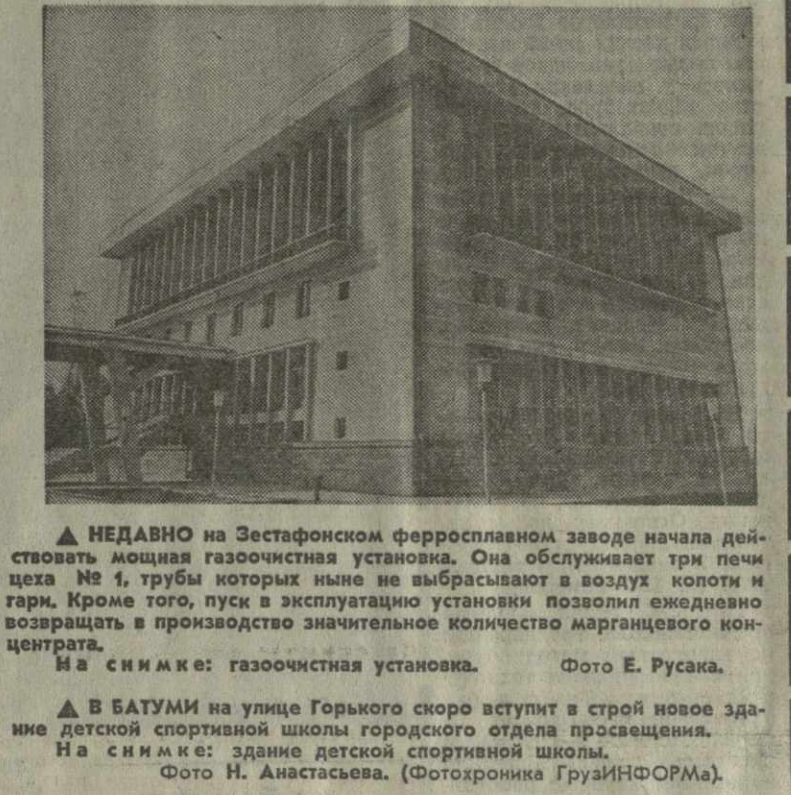 ▲ НЕДАВНО на Зестафонском ферросплавном заводе начала дей-
ствовать мощная газоочистная установка. Она обслуживает три печи
цеха № 1, трубы которых ныне не выбрасывают в воздух копоти и
гари. Кроме того, пуск в эксплуатацию установки позволил ежедневно
возвращать в производство значительное количество марганцевого кон-
центрата.
На снимке: газоочистная установка. Фото Е. Русака.
▲ В БАТУМИ на улице Горького скоро вступит в строй новое зда-
ние детской спортивной школы городского отдела просвещения.
На снимке: здание детской спортивной школы.
Фото Н. Анастасьева. (Фотохроника ГрузИНФОРМа).